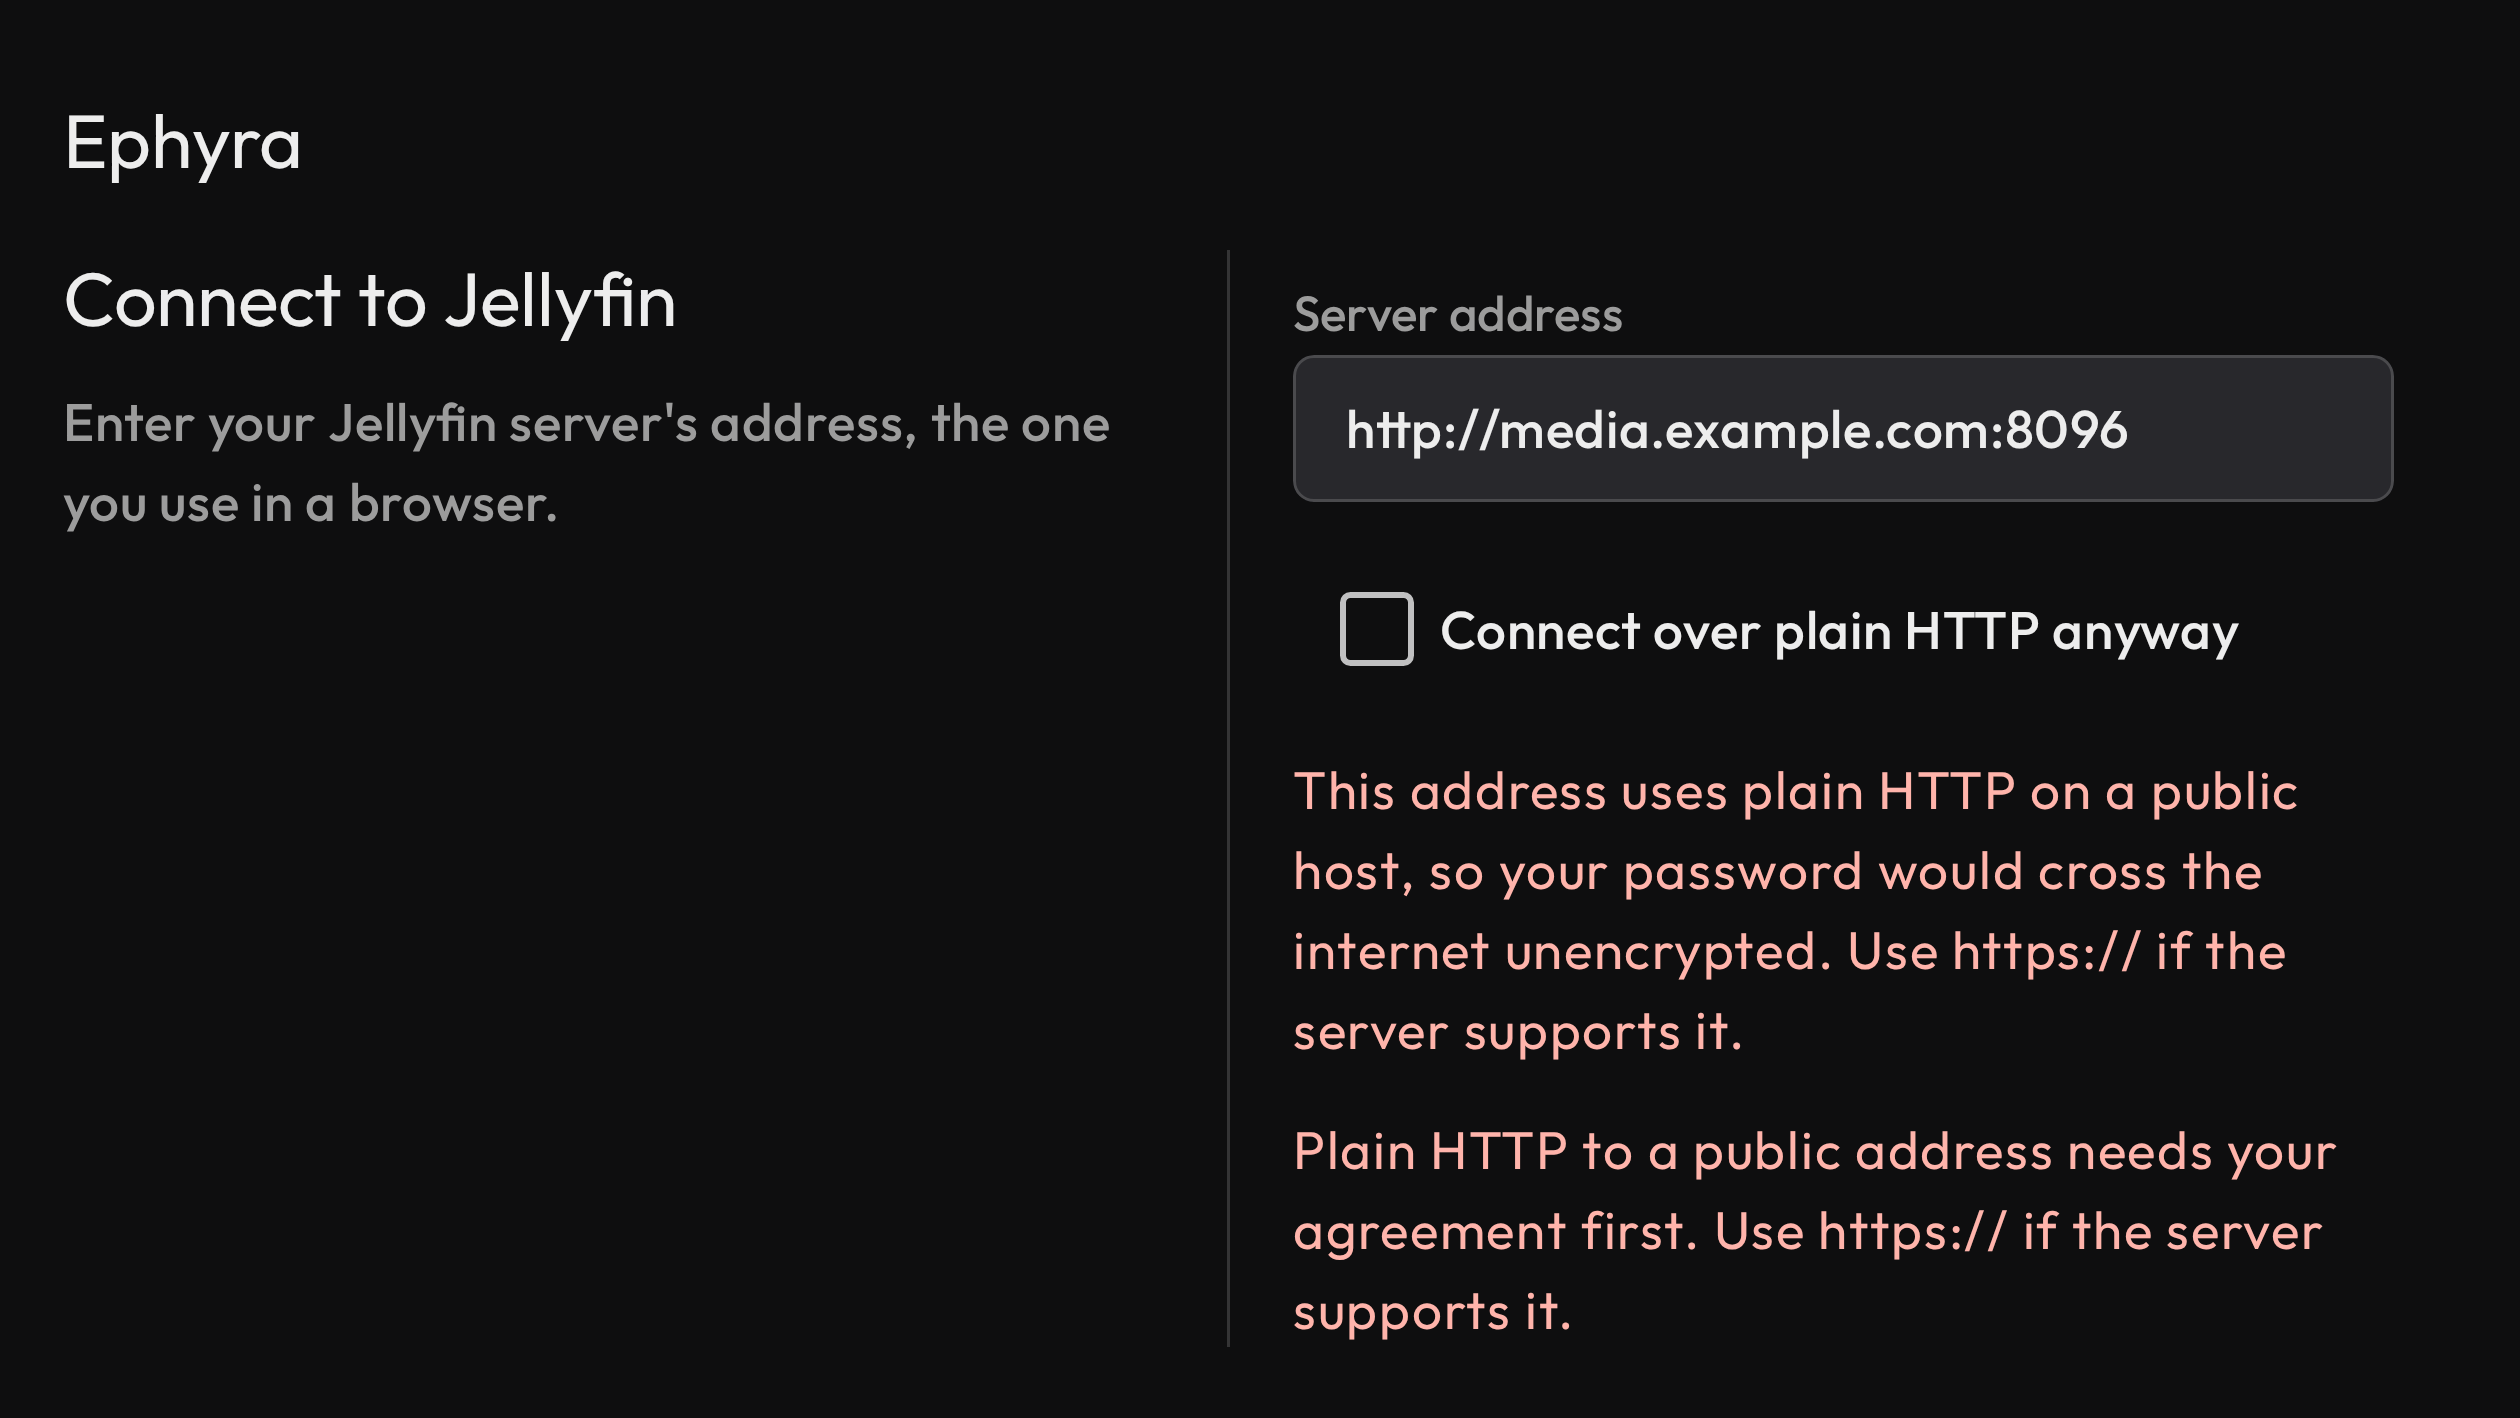 Ephyra
Connect to Jellyfin
Enter your Jellyfin server's address, the one
you use in a browser.
Server address
http://media.example.com:8096
Connect over plain HTTP anyway
This address uses plain HTTP on a public
host, so your password would cross the
internet unencrypted. Use https:// if the
server supports it.
Plain HTTP to a public address needs your
agreement first. Use https:// if the server
supports it.